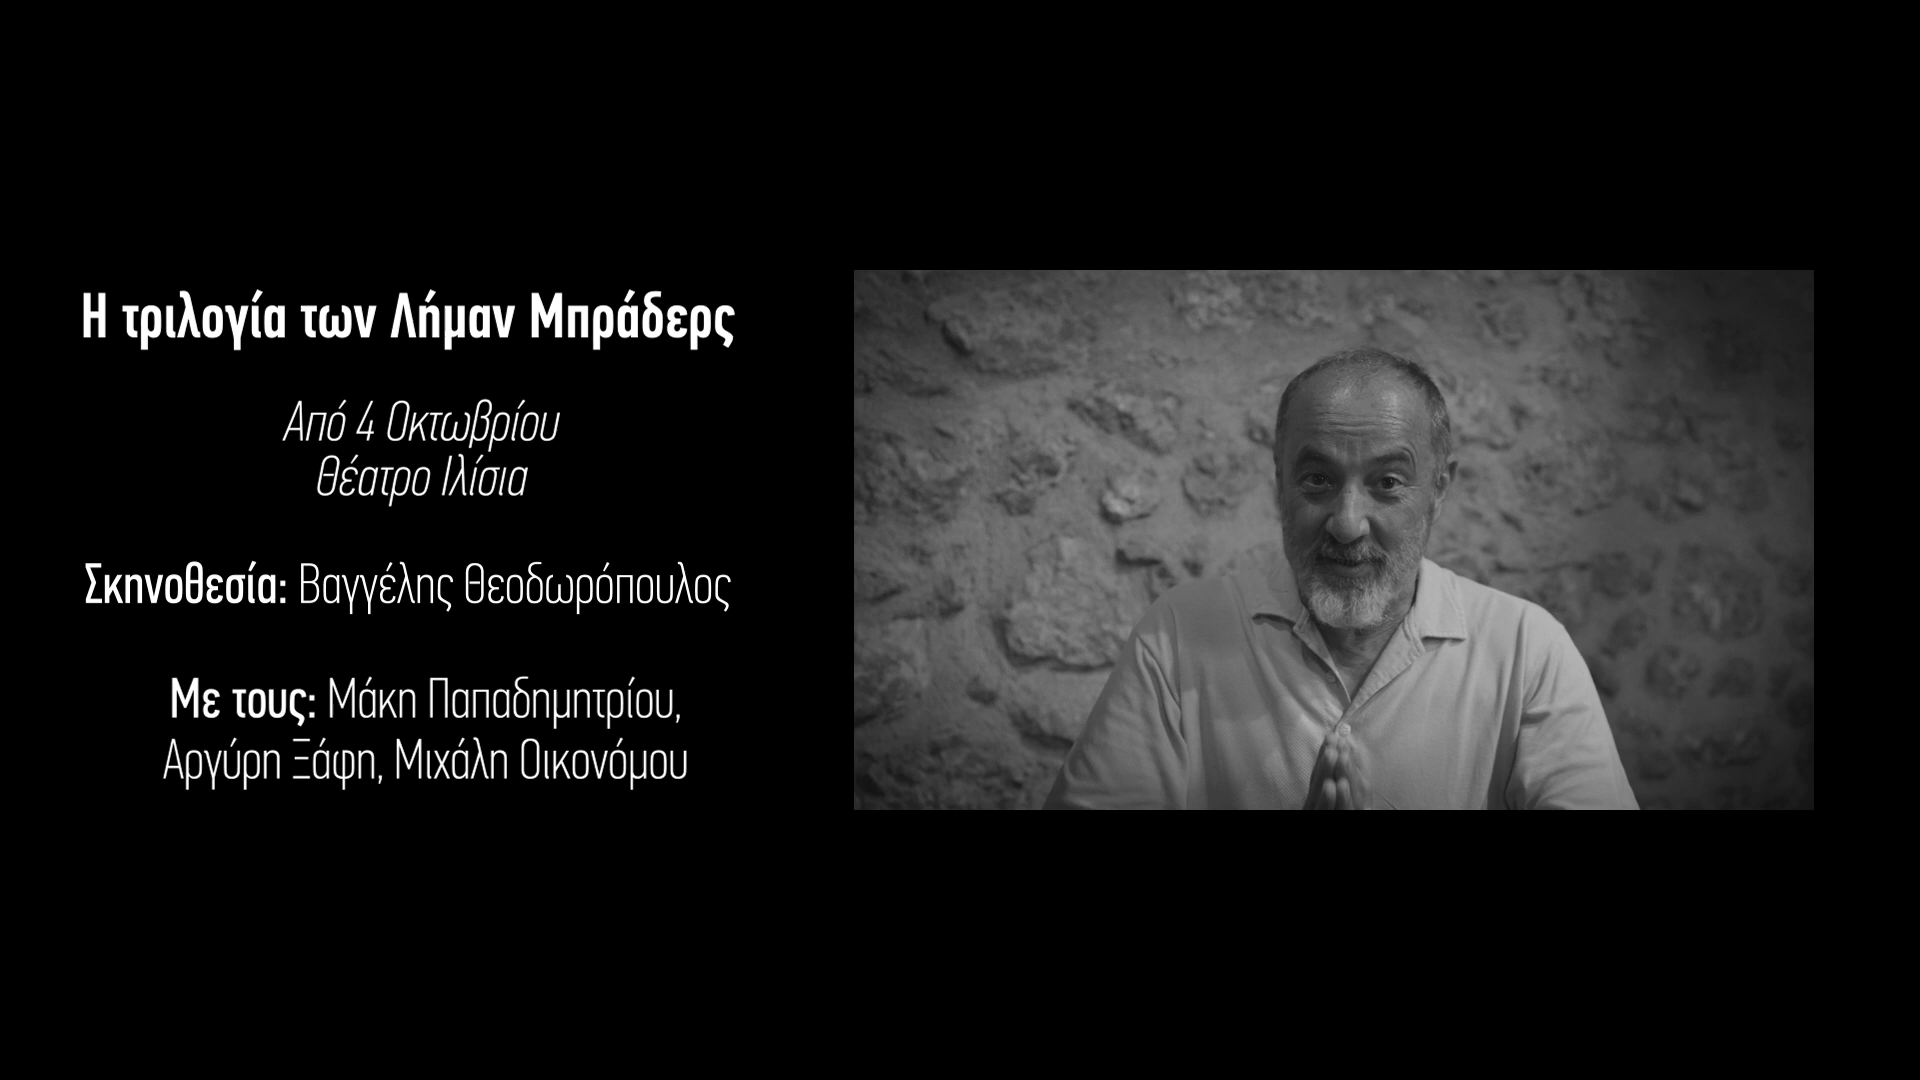 Η τριλογία των Λήμαν Μπράδερς
Από 4 Οκτωβρίου
Θέατρο Ιλίσια
Σκηνοθεσία: Βαγγέλης Θεοδωρόπουλος
Με τους: Μάκη Παπαδημητρίου,
Αργύρη Ξάφη, Μιχάλη Οικονόμου